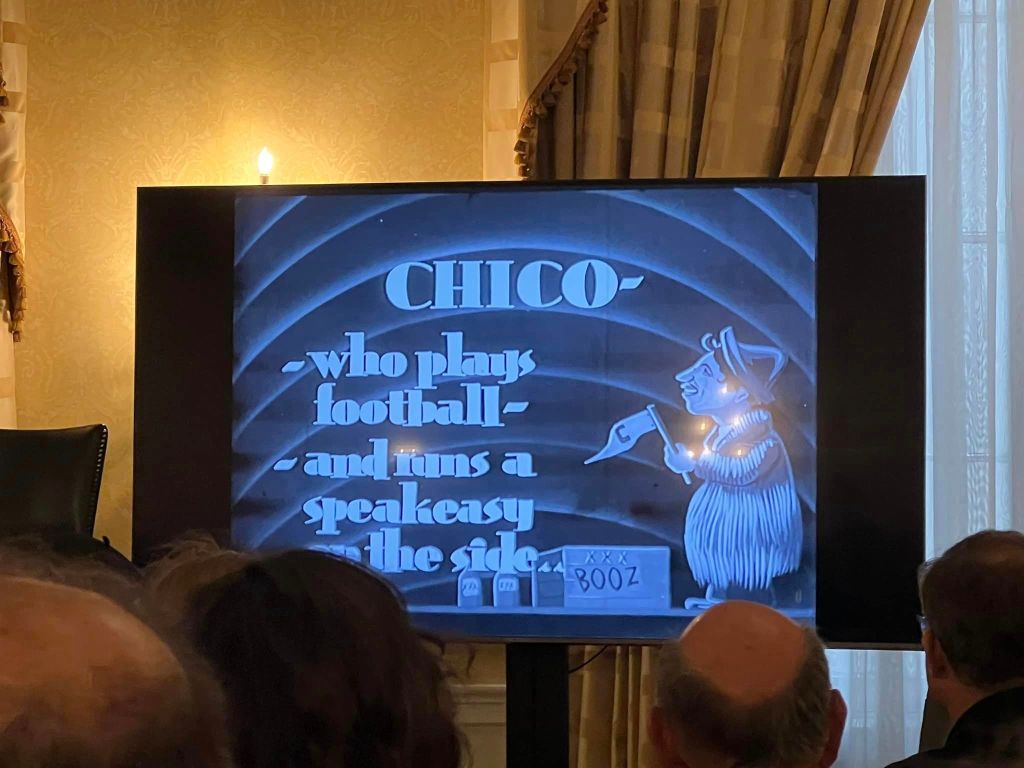 CHICO-
-who plays
football-
-and runs a
speakeasy
the side...
XXX
BOOZ
C